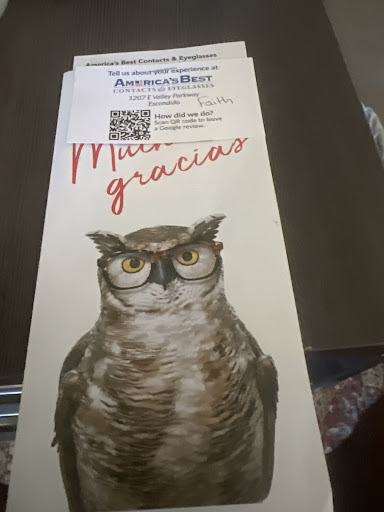 America's Best Contacts & Eyeglasses
Tell us about your experience at
AMERICA'S BEST
CONTACTS & EYEGLASSES
1207 E Valley Parkway
Escondido
Faith
How did we do?
Scan QR code to leave
a Google review.
gracias